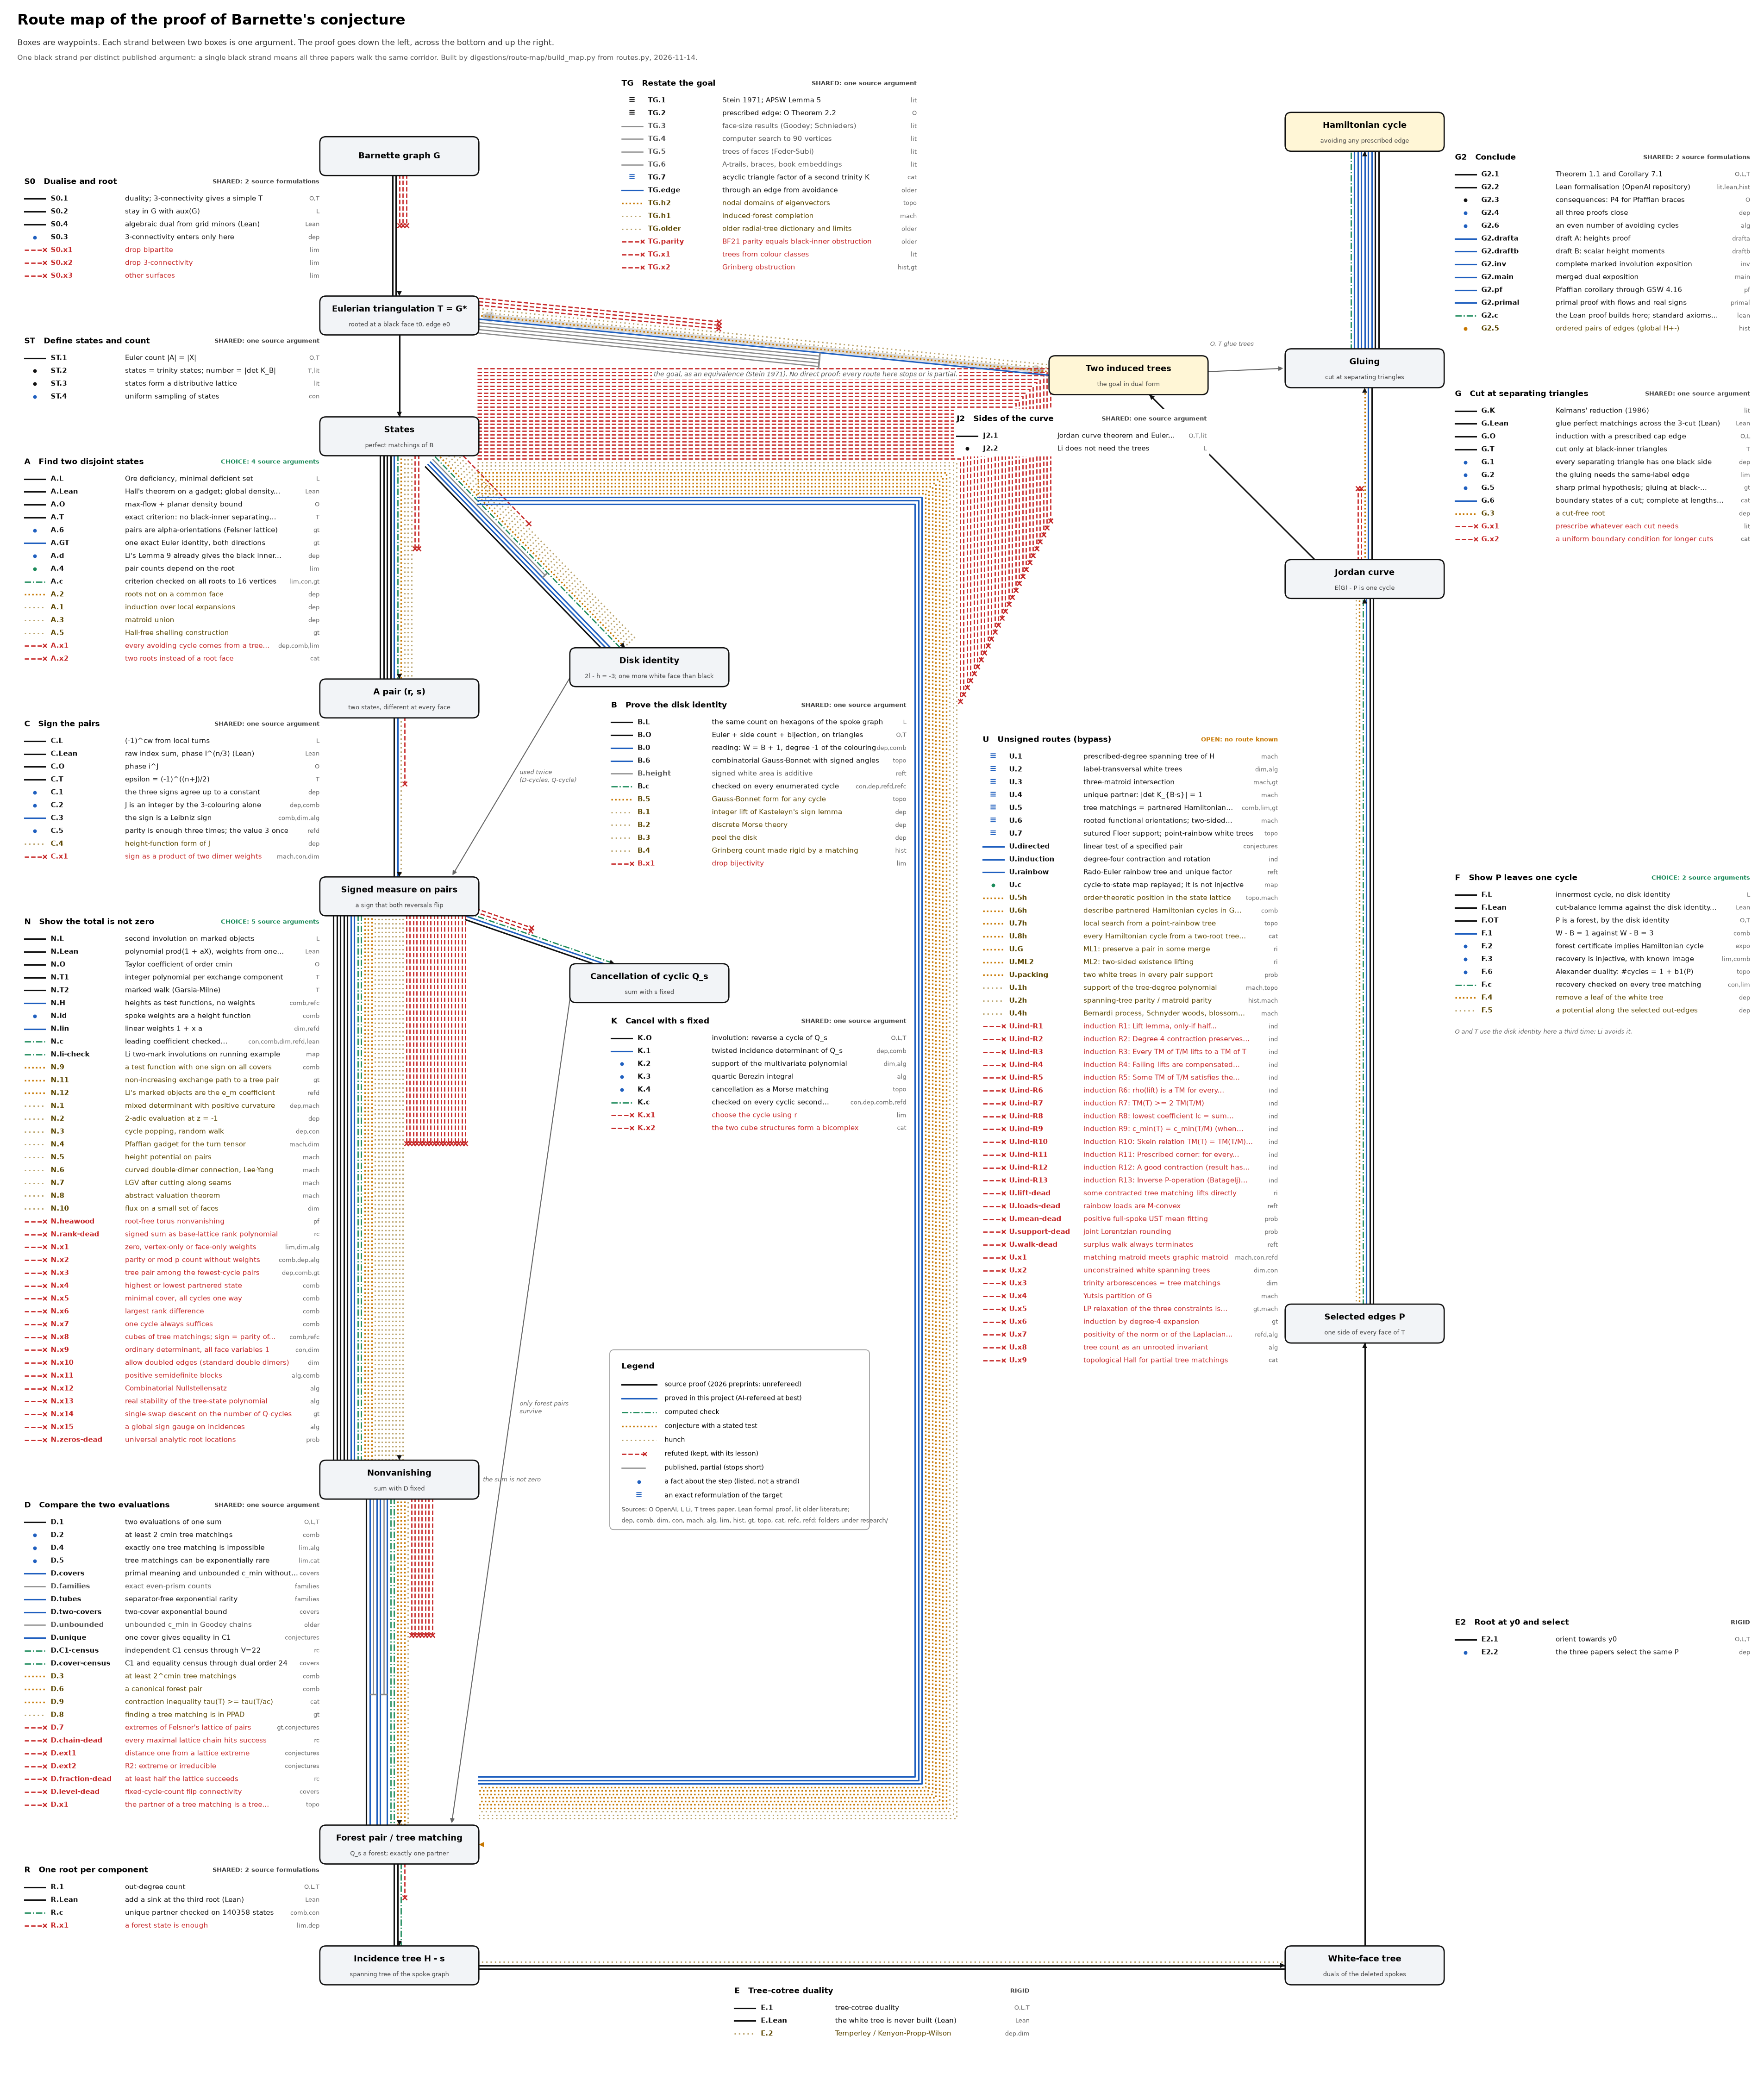 Route map of the proof of Barnette's conjecture
Boxes are waypoints. Each strand between two boxes is one argument. The proof goes down the left, across the bottom and up the right.
One black strand per distinct published argument: a single black strand means all three papers walk the same corridor. Built by digestions/route-map/build_map.py from routes.py, 2026-11-14.
TG Restate the goal SHARED: one source argument
≡ TG.1 Stein 1971; APSW Lemma 5 lit
≡ TG.2 prescribed edge: O Theorem 2.2 O
TG.3 face-size results (Goodey; Schnieders) lit
TG.4 computer search to 90 vertices lit
TG.5 trees of faces (Feder-Subi) lit
TG.6 A-trails, braces, book embeddings lit
≡ TG.7 acyclic triangle factor of a second trinity K cat
TG.edge through an edge from avoidance older
TG.h2 nodal domains of eigenvectors topo
TG.h1 induced-forest completion mach
TG.older older radial-tree dictionary and limits older
TG.parity BF21 parity equals black-inner obstruction older
TG.x1 trees from colour classes lit
TG.x2 Grinberg obstruction hist,gt
Barnette graph G
Hamiltonian cycle
avoiding any prescribed edge
S0 Dualise and root SHARED: 2 source formulations
S0.1 duality; 3-connectivity gives a simple T O,T
S0.2 stay in G with aux(G) L
S0.4 algebraic dual from grid minors (Lean) Lean
S0.3 3-connectivity enters only here dep
S0.x1 drop bipartite lim
S0.x2 drop 3-connectivity lim
S0.x3 other surfaces lim
G2 Conclude SHARED: 2 source formulations
G2.1 Theorem 1.1 and Corollary 7.1 O,L,T
G2.2 Lean formalisation (OpenAI repository) lit,lean,hist
G2.3 consequences: P4 for Pfaffian braces O
G2.4 all three proofs close dep
G2.6 an even number of avoiding cycles alg
G2.drafta draft A: heights proof drafta
G2.draftb draft B: scalar height moments draftb
G2.inv complete marked involution exposition inv
G2.main merged dual exposition main
G2.pf Pfaffian corollary through GSW 4.16 pf
G2.primal primal proof with flows and real signs primal
G2.c the Lean proof builds here; standard axioms... lean
G2.5 ordered pairs of edges (global H+-) hist
Eulerian triangulation T = G*
rooted at a black face t0, edge e0
O, T glue trees
Two induced trees
the goal in dual form
Gluing
cut at separating triangles
the goal, as an equivalence (Stein 1971). No direct proof: every route here stops or is partial.
ST Define states and count SHARED: one source argument
ST.1 Euler count |A| = |X| O,T
ST.2 states = trinity states; number = |det K_B| T,lit
ST.3 states form a distributive lattice lit
ST.4 uniform sampling of states con
G Cut at separating triangles SHARED: one source argument
G.K Kelmans' reduction (1986) lit
G.Lean glue perfect matchings across the 3-cut (Lean) Lean
G.O induction with a prescribed cap edge O,L
G.T cut only at black-inner triangles T
G.1 every separating triangle has one black side dep
G.2 the gluing needs the same-label edge lim
G.5 sharp primal hypothesis; gluing at black-... gt
G.6 boundary states of a cut; complete at lengths... cat
G.3 a cut-free root dep
G.x1 prescribe whatever each cut needs lit
G.x2 a uniform boundary condition for longer cuts cat
J2 Sides of the curve SHARED: one source argument
J2.1 Jordan curve theorem and Euler... O,T,lit
J2.2 Li does not need the trees L
States
perfect matchings of B
A Find two disjoint states CHOICE: 4 source arguments
A.L Ore deficiency, minimal deficient set L
A.Lean Hall's theorem on a gadget; global density... Lean
A.O max-flow + planar density bound O
A.T exact criterion: no black-inner separating... T
A.6 pairs are alpha-orientations (Felsner lattice) gt
A.GT one exact Euler identity, both directions gt
A.d Li's Lemma 9 already gives the black inner... dep
A.4 pair counts depend on the root lim
A.c criterion checked on all roots to 16 vertices lim,con,gt
A.2 roots not on a common face dep
A.1 induction over local expansions dep
A.3 matroid union dep
A.5 Hall-free shelling construction gt
A.x1 every avoiding cycle comes from a tree... dep,comb,lim
A.x2 two roots instead of a root face cat
Jordan curve
E(G) - P is one cycle
Disk identity
2l - h = -3; one more white face than black
A pair (r, s)
two states, different at every face
B Prove the disk identity SHARED: one source argument
B.L the same count on hexagons of the spoke graph L
B.O Euler + side count + bijection, on triangles O,T
B.0 reading: W = B + 1, degree -1 of the colouring dep,comb
B.6 combinatorial Gauss-Bonnet with signed angles topo
B.height signed white area is additive reft
B.c checked on every enumerated cycle con,dep,refd,refc
B.5 Gauss-Bonnet form for any cycle topo
B.1 integer lift of Kasteleyn's sign lemma dep
B.2 discrete Morse theory dep
B.3 peel the disk dep
B.4 Grinberg count made rigid by a matching hist
B.x1 drop bijectivity lim
C Sign the pairs SHARED: one source argument
C.L (-1)^cw from local turns L
C.Lean raw index sum, phase I^(n/3) (Lean) Lean
C.O phase i^J O
C.T epsilon = (-1)^((n+J)/2) T
C.1 the three signs agree up to a constant dep
C.2 J is an integer by the 3-colouring alone dep,comb
C.3 the sign is a Leibniz sign comb,dim,alg
C.5 parity is enough three times; the value 3 once refd
C.4 height-function form of J dep
C.x1 sign as a product of two dimer weights mach,con,dim
used twice
(D-cycles, Q-cycle)
U Unsigned routes (bypass) OPEN: no route known
≡ U.1 prescribed-degree spanning tree of H mach
≡ U.2 label-transversal white trees dim,alg
≡ U.3 three-matroid intersection mach,gt
≡ U.4 unique partner: |det K_{B-s}| = 1 mach
≡ U.5 tree matchings = partnered Hamiltonian... comb,lim,gt
≡ U.6 rooted functional orientations; two-sided... mach
≡ U.7 sutured Floer support; point-rainbow white trees topo
U.directed linear test of a specified pair conjectures
U.induction degree-four contraction and rotation ind
U.rainbow Rado-Euler rainbow tree and unique factor reft
U.c cycle-to-state map replayed; it is not injective map
U.5h order-theoretic position in the state lattice topo,mach
U.6h describe partnered Hamiltonian cycles in G... comb
U.7h local search from a point-rainbow tree topo
U.8h every Hamiltonian cycle from a two-root tree... cat
U.G ML1: preserve a pair in some merge ri
U.ML2 ML2: two-sided existence lifting ri
U.packing two white trees in every pair support prob
U.1h support of the tree-degree polynomial mach,topo
U.2h spanning-tree parity / matroid parity hist,mach
U.4h Bernardi process, Schnyder woods, blossom... mach
U.ind-R1 induction R1: Lift lemma, only-if half... ind
U.ind-R2 induction R2: Degree-4 contraction preserves... ind
U.ind-R3 induction R3: Every TM of T/M lifts to a TM of T ind
U.ind-R4 induction R4: Failing lifts are compensated... ind
U.ind-R5 induction R5: Some TM of T/M satisfies the... ind
U.ind-R6 induction R6: rho(lift) is a TM for every... ind
U.ind-R7 induction R7: TM(T) >= 2 TM(T/M) ind
U.ind-R8 induction R8: lowest coefficient lc = sum... ind
U.ind-R9 induction R9: c_min(T) = c_min(T/M) (when... ind
U.ind-R10 induction R10: Skein relation TM(T) = TM(T/M)... ind
U.ind-R11 induction R11: Prescribed corner: for every... ind
U.ind-R12 induction R12: A good contraction (result has... ind
U.ind-R13 induction R13: Inverse P-operation (Batagelj)... ind
U.lift-dead some contracted tree matching lifts directly ri
U.loads-dead rainbow loads are M-convex reft
U.mean-dead positive full-spoke UST mean fitting prob
U.support-dead joint Lorentzian rounding prob
U.walk-dead surplus walk always terminates reft
U.x1 matching matroid meets graphic matroid mach,con,refd
U.x2 unconstrained white spanning trees dim,con
U.x3 trinity arborescences = tree matchings dim
U.x4 Yutsis partition of G mach
U.x5 LP relaxation of the three constraints is... gt,mach
U.x6 induction by degree-4 expansion gt
U.x7 positivity of the norm or of the Laplacian... refd,alg
U.x8 tree count as an unrooted invariant alg
U.x9 topological Hall for partial tree matchings cat
F Show P leaves one cycle CHOICE: 2 source arguments
F.L innermost cycle, no disk identity L
F.Lean cut-balance lemma against the disk identity... Lean
F.OT P is a forest, by the disk identity O,T
F.1 W - B = 1 against W - B = 3 comb
F.2 forest certificate implies Hamiltonian cycle expo
F.3 recovery is injective, with known image lim,comb
F.6 Alexander duality: #cycles = 1 + b1(P) topo
F.c recovery checked on every tree matching con,lim
F.4 remove a leaf of the white tree dep
F.5 a potential along the selected out-edges dep
O and T use the disk identity here a third time; Li avoids it.
Signed measure on pairs
a sign that both reversals flip
N Show the total is not zero CHOICE: 5 source arguments
N.L second involution on marked objects L
N.Lean polynomial prod(1 + aX), weights from one... Lean
N.O Taylor coefficient of order cmin O
N.T1 integer polynomial per exchange component T
N.T2 marked walk (Garsia-Milne) T
N.H heights as test functions, no weights comb,refc
N.id spoke weights are a height function comb
N.lin linear weights 1 + x a dim,refd
N.c leading coefficient checked... con,comb,dim,refd,lean
N.li-check Li two-mark involutions on running example map
N.9 a test function with one sign on all covers comb
N.11 non-increasing exchange path to a tree pair gt
N.12 Li's marked objects are the e_m coefficient refd
N.1 mixed determinant with positive curvature dep,mach
N.2 2-adic evaluation at z = -1 dep
N.3 cycle popping, random walk dep,con
N.4 Pfaffian gadget for the turn tensor mach,dim
N.5 height potential on pairs mach
N.6 curved double-dimer connection, Lee-Yang mach
N.7 LGV after cutting along seams mach
N.8 abstract valuation theorem mach
N.10 flux on a small set of faces dim
N.heawood root-free torus nonvanishing pf
N.rank-dead signed sum as base-lattice rank polynomial rc
N.x1 zero, vertex-only or face-only weights lim,dim,alg
N.x2 parity or mod p count without weights comb,dep,alg
N.x3 tree pair among the fewest-cycle pairs dep,comb,gt
N.x4 highest or lowest partnered state comb
N.x5 minimal cover, all cycles one way comb
N.x6 largest rank difference comb
N.x7 one cycle always suffices comb
N.x8 cubes of tree matchings; sign = parity of... comb,refc
N.x9 ordinary determinant, all face variables 1 con,dim
N.x10 allow doubled edges (standard double dimers) dim
N.x11 positive semidefinite blocks alg,comb
N.x12 Combinatorial Nullstellensatz alg
N.x13 real stability of the tree-state polynomial alg
N.x14 single-swap descent on the number of Q-cycles gt
N.x15 a global sign gauge on incidences alg
N.zeros-dead universal analytic root locations prob
Cancellation of cyclic Q_s
sum with s fixed
K Cancel with s fixed SHARED: one source argument
K.O involution: reverse a cycle of Q_s O,L,T
K.1 twisted incidence determinant of Q_s dep,comb
K.2 support of the multivariate polynomial dim,alg
K.3 quartic Berezin integral alg
K.4 cancellation as a Morse matching topo
K.c checked on every cyclic second... con,dep,comb,refd
K.x1 choose the cycle using r lim
K.x2 the two cube structures form a bicomplex cat
Selected edges P
one side of every face of T
Legend
source proof (2026 preprints; unrefereed)
proved in this project (AI-refereed at best)
computed check
conjecture with a stated test
hunch
refuted (kept, with its lesson)
published, partial (stops short)
a fact about the step (listed, not a strand)
≡ an exact reformulation of the target
Sources: O OpenAI, L Li, T trees paper, Lean formal proof, lit older literature;
dep, comb, dim, con, mach, alg, lim, hist, gt, topo, cat, refc, refd: folders under research/
only forest pairs
survive
Nonvanishing
sum with D fixed
the sum is not zero
D Compare the two evaluations SHARED: one source argument
D.1 two evaluations of one sum O,L,T
D.2 at least 2 cmin tree matchings comb
D.4 exactly one tree matching is impossible lim,alg
D.5 tree matchings can be exponentially rare lim,cat
D.covers primal meaning and unbounded c_min without... covers
D.families exact even-prism counts families
D.tubes separator-free exponential rarity families
D.two-covers two-cover exponential bound covers
D.unbounded unbounded c_min in Goodey chains older
D.unique one cover gives equality in C1 conjectures
D.C1-census independent C1 census through V=22 rc
D.cover-census C1 and equality census through dual order 24 covers
D.3 at least 2^cmin tree matchings comb
D.6 a canonical forest pair comb
D.9 contraction inequality tau(T) >= tau(T/ac) cat
D.8 finding a tree matching is in PPAD gt
D.7 extremes of Felsner's lattice of pairs gt,conjectures
D.chain-dead every maximal lattice chain hits success rc
D.ext1 distance one from a lattice extreme conjectures
D.ext2 R2: extreme or irreducible conjectures
D.fraction-dead at least half the lattice succeeds rc
D.level-dead fixed-cycle-count flip connectivity covers
D.x1 the partner of a tree matching is a tree... topo
E2 Root at y0 and select RIGID
E2.1 orient towards y0 O,L,T
E2.2 the three papers select the same P dep
Forest pair / tree matching
Q_s a forest; exactly one partner
R One root per component SHARED: 2 source formulations
R.1 out-degree count O,L,T
R.Lean add a sink at the third root (Lean) Lean
R.c unique partner checked on 140358 states comb,con
R.x1 a forest state is enough lim,dep
Incidence tree H - s
spanning tree of the spoke graph
White-face tree
duals of the deleted spokes
E Tree-cotree duality RIGID
E.1 tree-cotree duality O,L,T
E.Lean the white tree is never built (Lean) Lean
E.2 Temperley / Kenyon-Propp-Wilson dep,dim